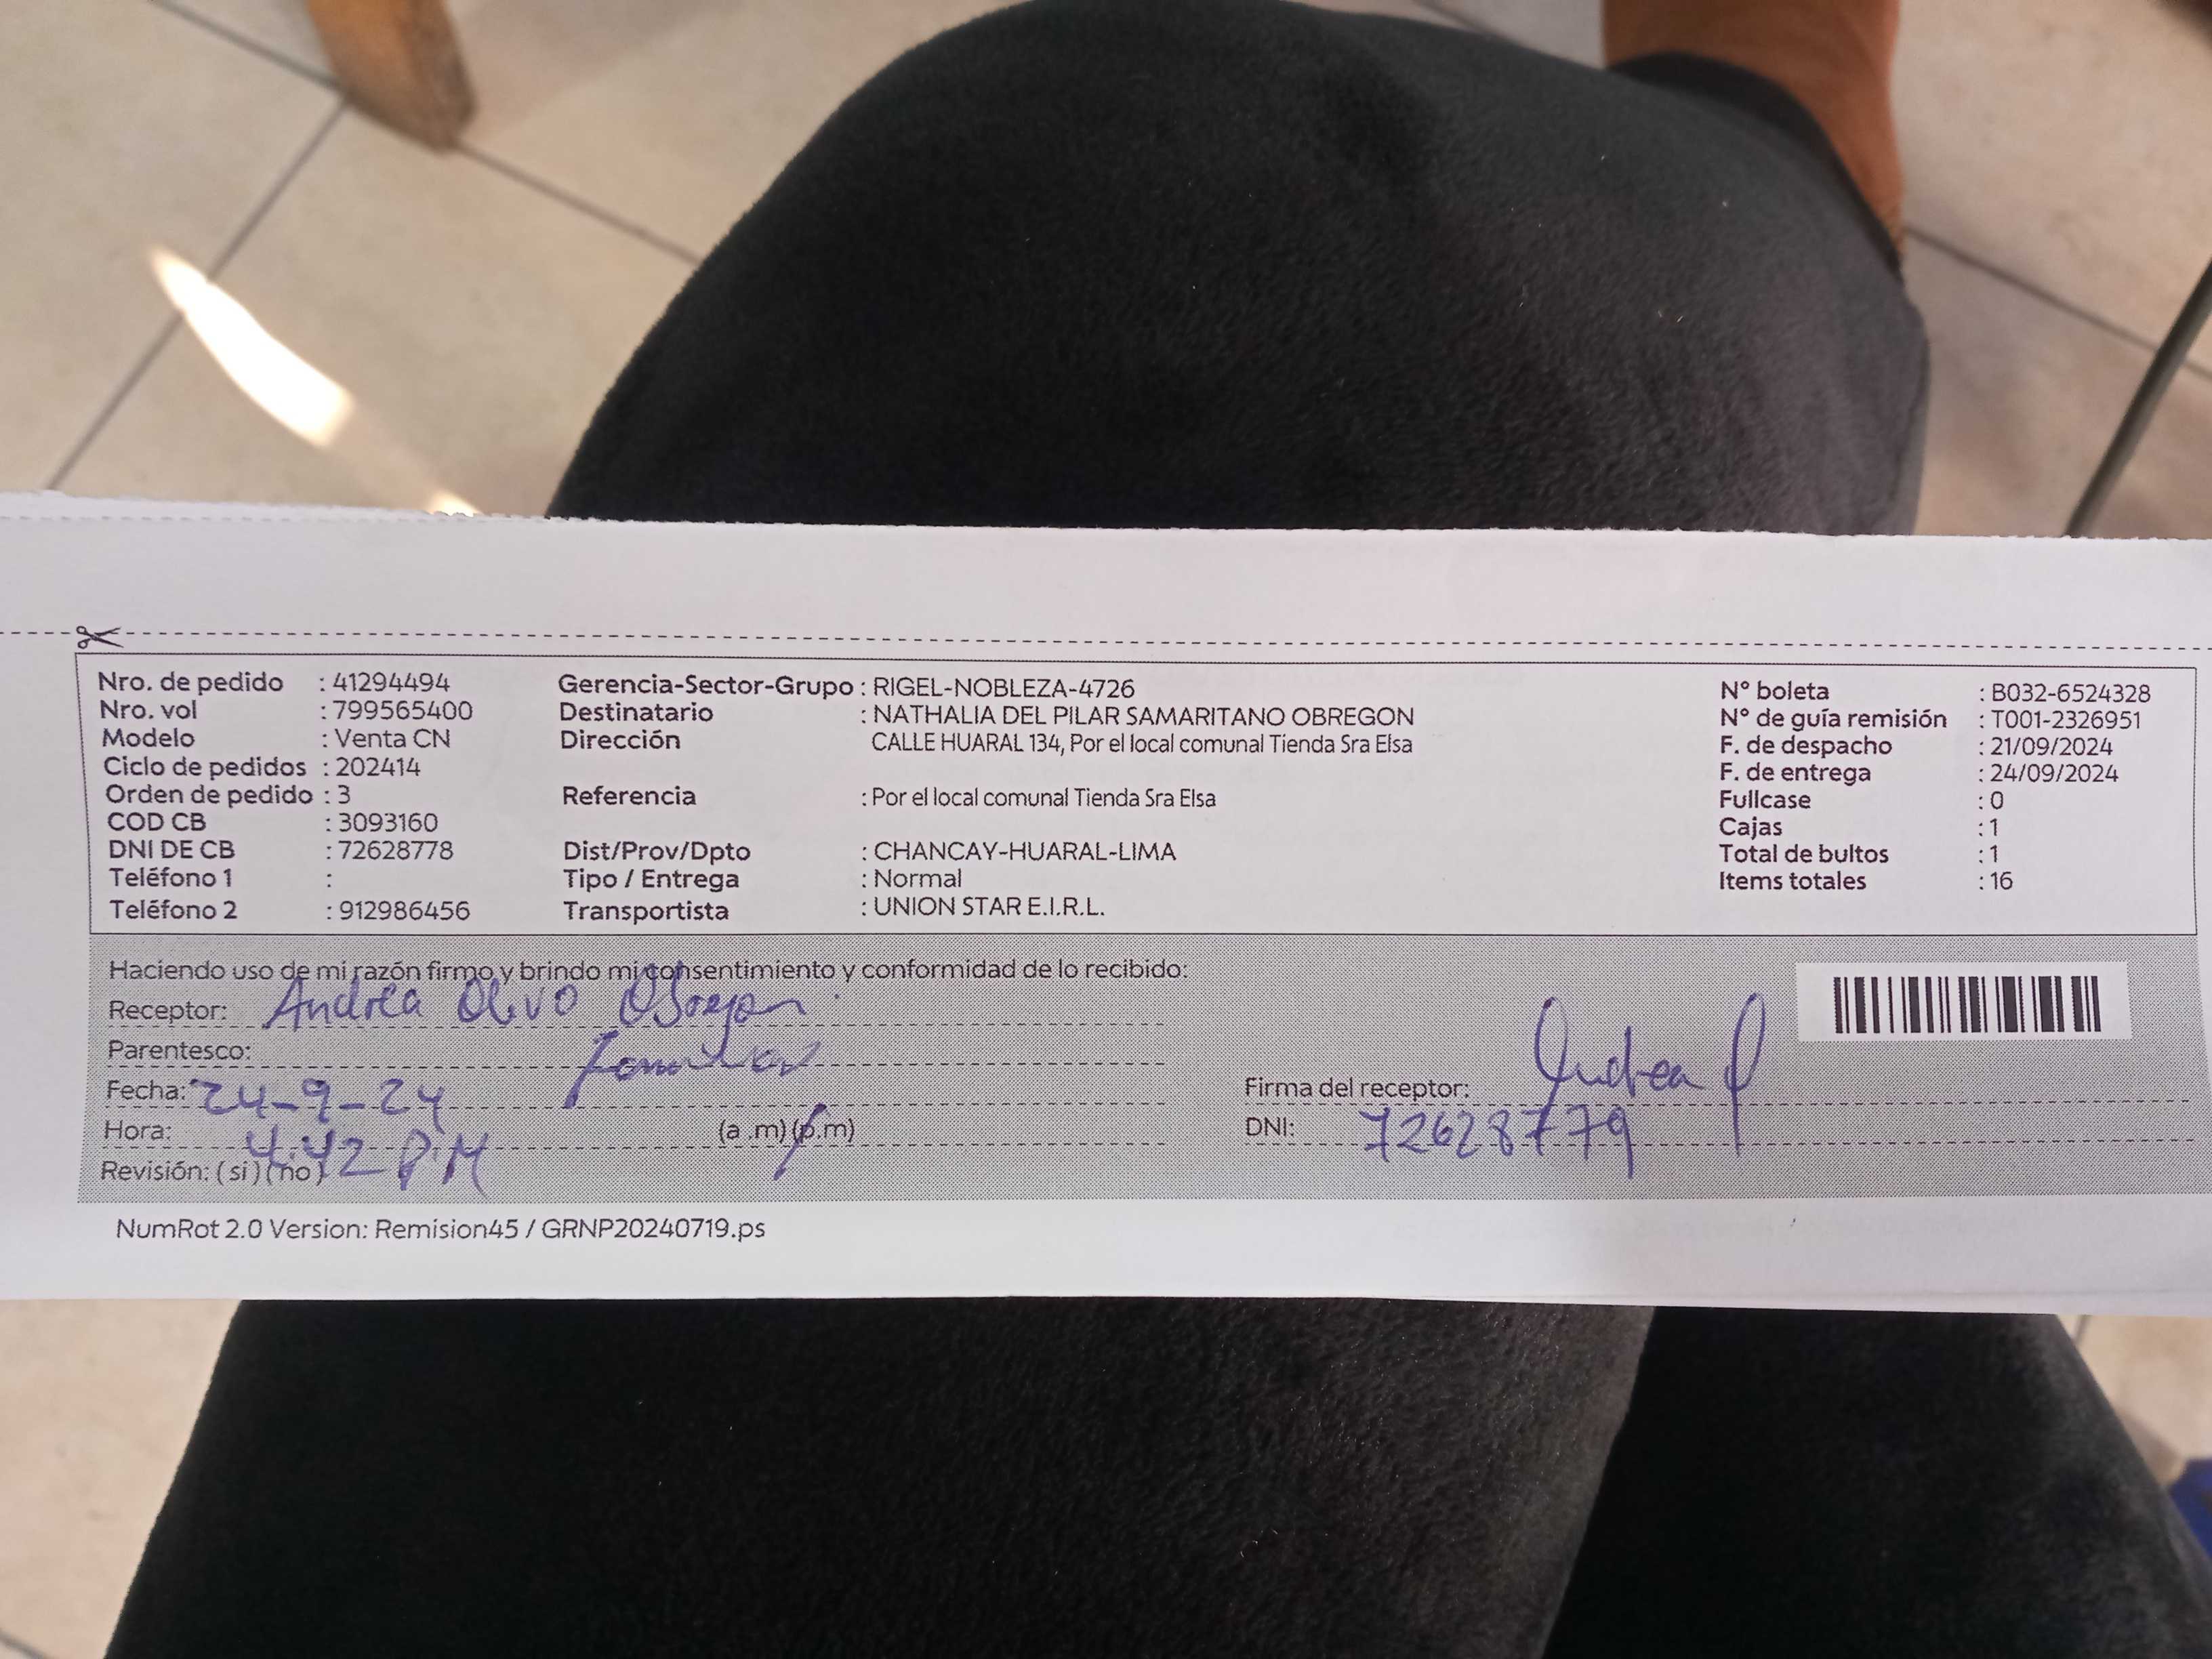 Nro. de pedido : 41294494
Nro. vol : 799565400
Modelo : Venta CN
Ciclo de pedidos : 202414
Orden de pedido : 3
COD CB : 3093160
DNI DE CB : 72628778
Teléfono 1 :
Teléfono 2 : 912986456
Gerencia-Sector-Grupo : RIGEL-NOBLEZA-4726
Destinatario : NATHALIA DEL PILAR SAMARITANO OBREGON
Dirección CALLE HUARAL 134, Por el local comunal Tienda Sra Elsa
Referencia : Por el local comunal Tienda Sra Elsa
Dist/Prov/Dpto : CHANCAY-HUARAL-LIMA
Tipo / Entrega : Normal
Transportista : UNION STAR E.I.R.L.
N° boleta : B032-6524328
N° de guía remisión : T001-2326951
F. de despacho : 21/09/2024
F. de entrega : 24/09/2024
Fullcase : 0
Cajas : 1
Total de bultos : 1
Items totales : 16
Haciendo uso de mi razón firmo y brindo mi consentimiento y conformidad de lo recibido:
Receptor: Andrea Olivo Obregon
Parentesco: Familiar
Fecha: 24-9-24
Hora: 4:42 P.M (a .m) (p.m)
Revisión: ( si ) ( no )
Firma del receptor: Andrea
DNI: 72628779
NumRot 2.0 Version: Remision45 / GRNP20240719.ps